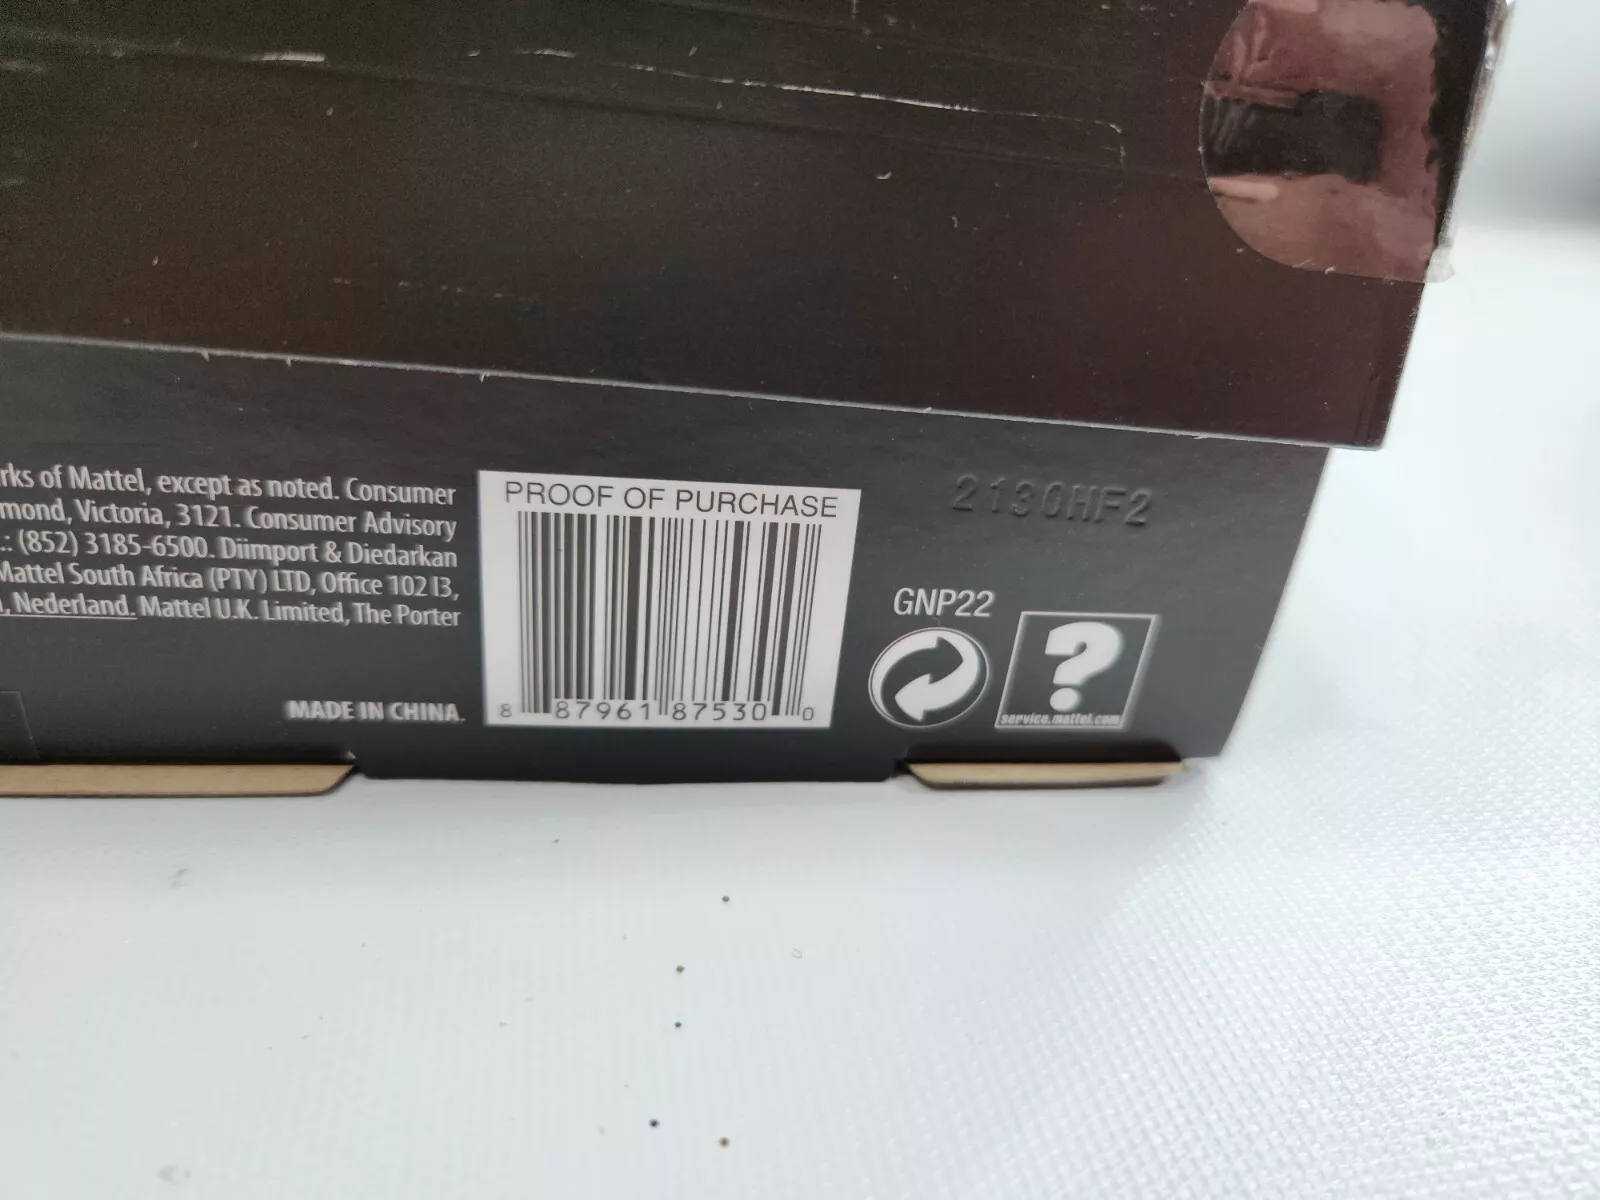 rks of Mattel, except as noted. Consumer
mond, Victoria, 3121. Consumer Advisory
.: (852) 3185-6500. Diimport & Diedarkan
Mattel South Africa (PTY) LTD, Office 102 I3,
, Nederland. Mattel U.K. Limited, The Porter
MADE IN CHINA.
PROOF OF PURCHASE
8 87961 87530 0
2130HF2
GNP22
?
service.mattel.com